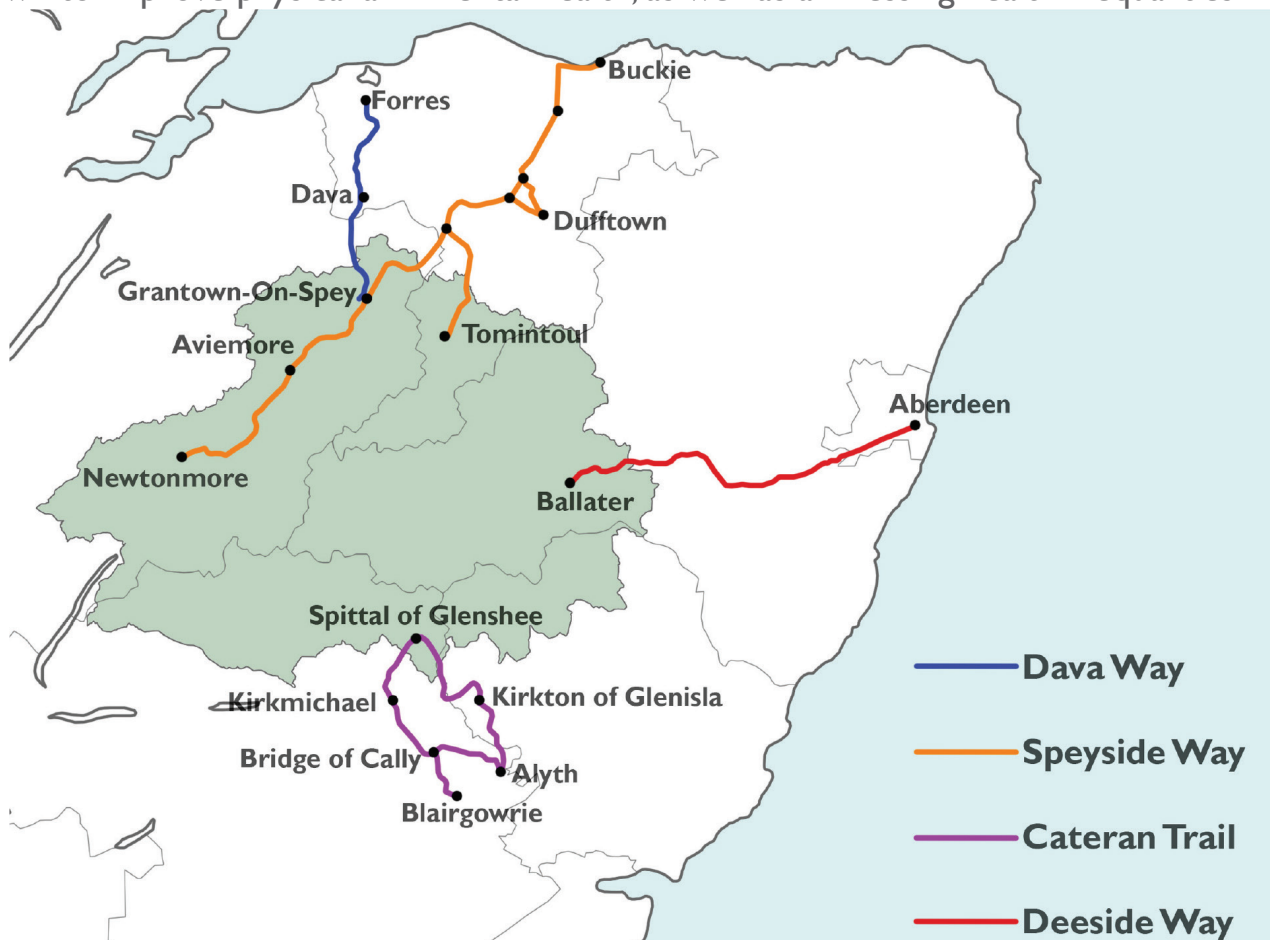 Buckie
Forres
Dava
Dufftown
Grantown-On-Spey
Tomintoul
Aviemore
Aberdeen
Newtonmore
Ballater
Spittal of Glenshee
Dava Way
Kirkmichael
Kirkton of Glenisla
Speyside Way
Bridge of Cally
Alyth
Blairgowrie
Cateran Trail
Deeside Way